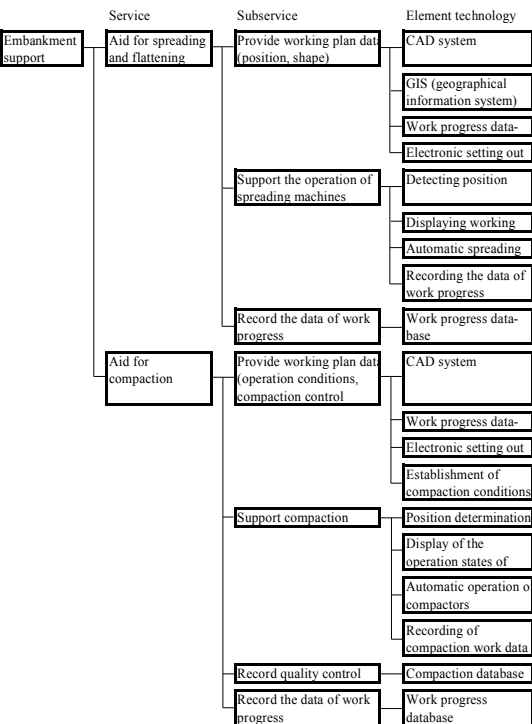 Service Subservice Element technology
Embankment
support
Aid for spreading
and flattening
Provide working plan data
(position, shape)
CAD system
GIS (geographical
information system)
Work progress data-
Electronic setting out
Support the operation of
spreading machines
Detecting position
Displaying working
Automatic spreading
Recording the data of
work progress
Record the data of work
progress
Work progress data-
base
Aid for
compaction
Provide working plan data
(operation conditions,
compaction control
CAD system
Work progress data-
Electronic setting out
Establishment of
compaction conditions
Support compaction
Position determination
Display of the
operation states of
Automatic operation o
compactors
Recording of
compaction work data
Record quality control
Compaction database
Record the data of work
progress
Work progress
database